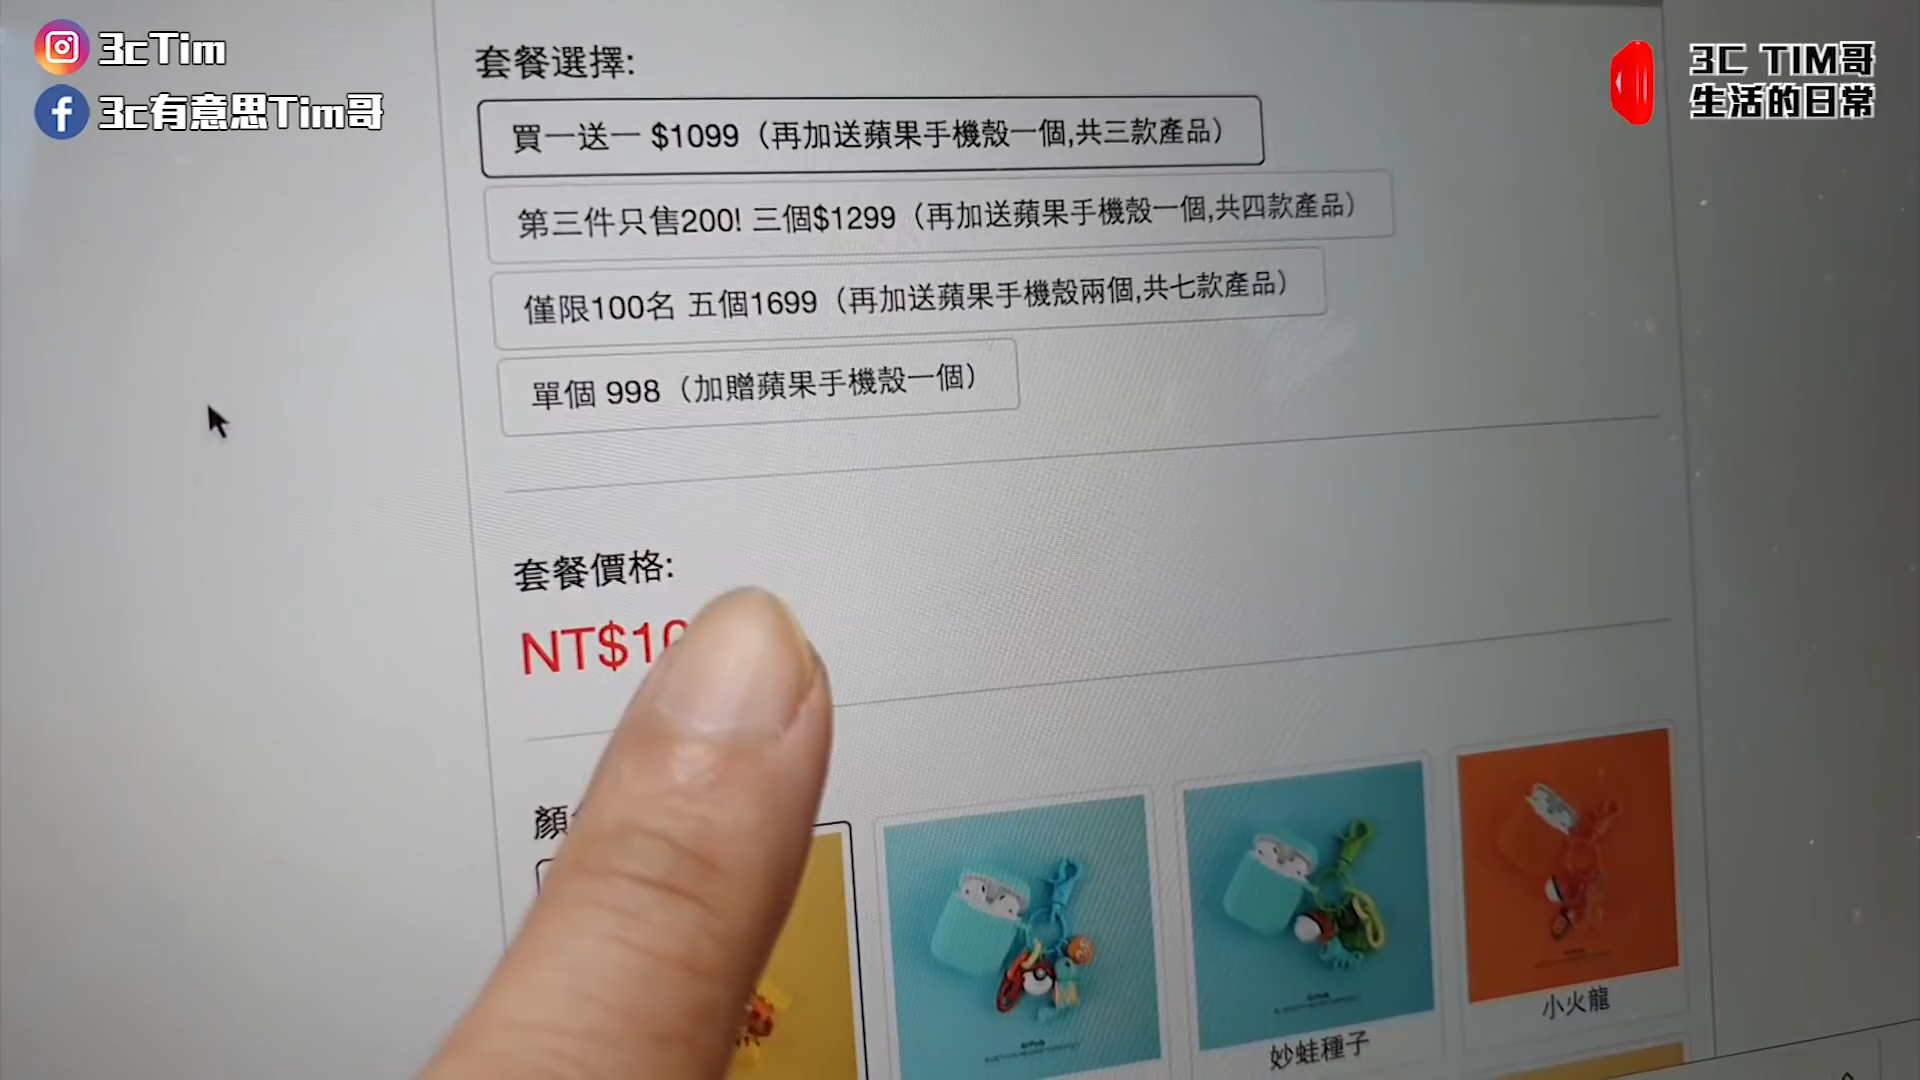 3cTim
3c有意思Tim哥
3C TIM哥
生活的日常
套餐選擇:
買一送一 $1099（再加送蘋果手機殼一個,共三款產品）
第三件只售200! 三個$1299（再加送蘋果手機殼一個,共四款產品）
僅限100名 五個1699（再加送蘋果手機殼兩個,共七款產品）
單個 998（加贈蘋果手機殼一個）
套餐價格:
NT$10
顏
妙蛙種子
小火龍